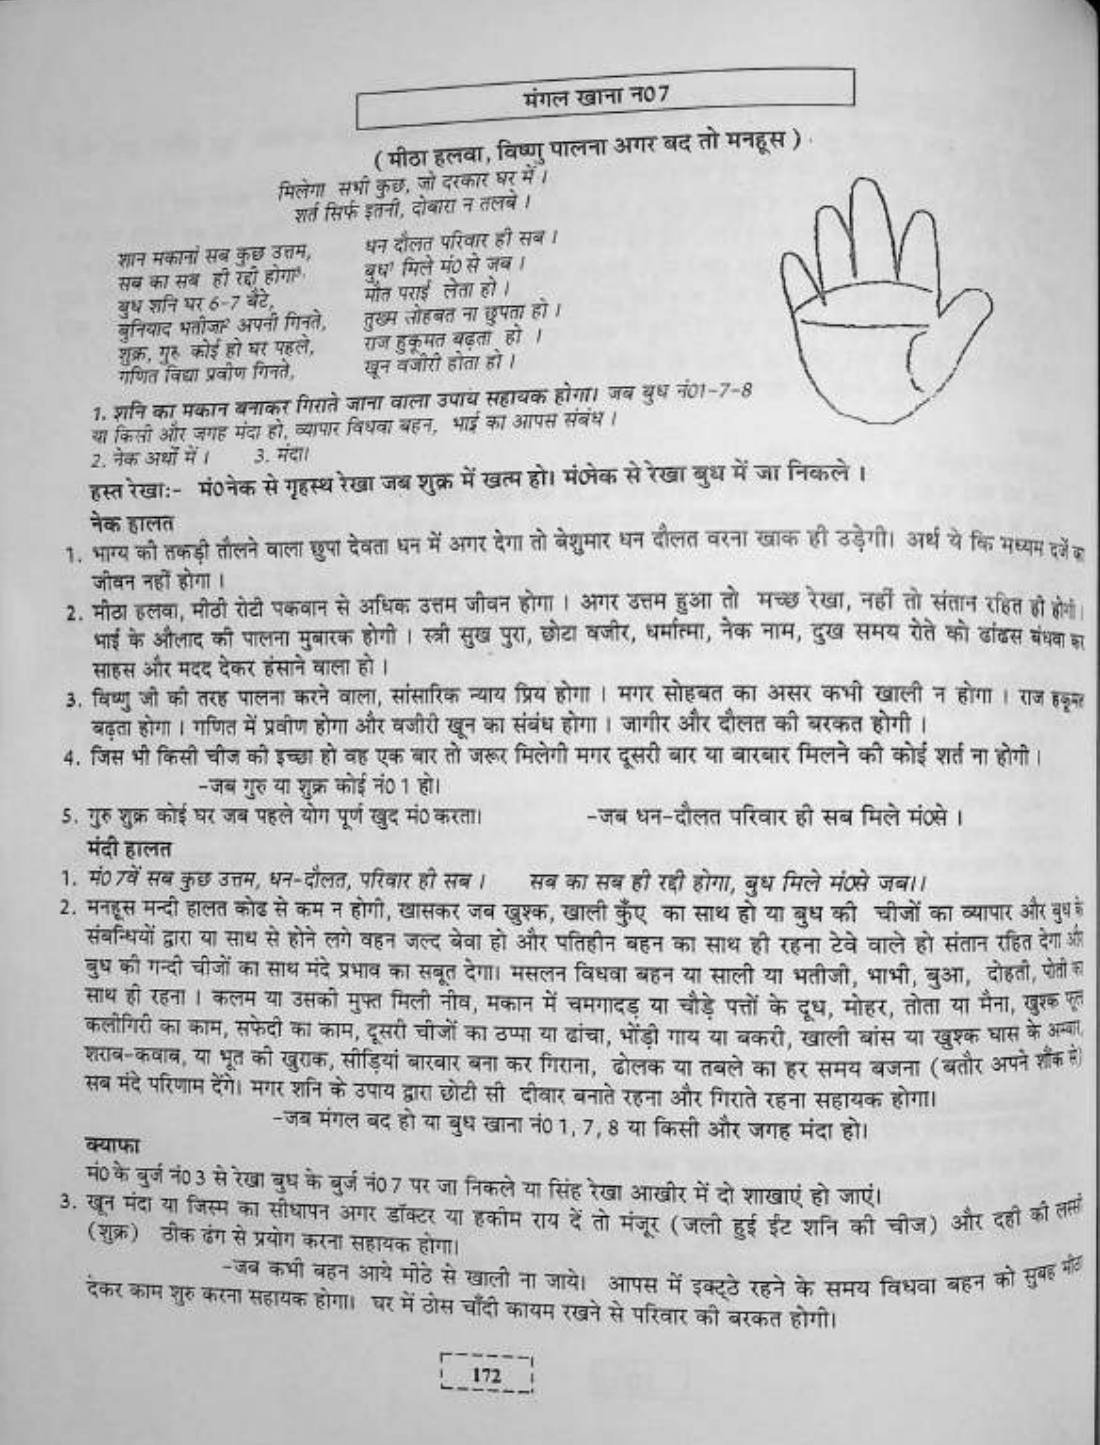 मंगल खाना न07
( मीठा हलवा, विष्णु पालना अगर बद तो मनहूस )
मिलेगा सभी कुछ, जो दरकार घर में ।
शर्त सिर्फ इतनी, दोबारा न तलबे ।
शान मकानां सब कुछ उत्तम, धन दौलत परिवार ही सब ।
सब का सब ही रद्दी होगा³, बुध¹ मिले मं0 से जब ।
बुध शनि घर 6-7 बैठे, मौत पराई लेता हो ।
बुनियाद भतीजा² अपनी गिनते, तुख्म सोहबत ना छुपता हो ।
शुक्र, गुरु कोई हो घर पहले, राज हुकूमत बढ़ता हो ।
गणित विद्या प्रवीण गिनते, खून वजीरी होता हो ।
1. शनि का मकान बनाकर गिराते जाना वाला उपाय सहायक होगा। जब बुध नं01-7-8
या किसी और जगह मंदा हो, व्यापार विधवा बहन, भाई का आपस संबंध ।
2. नेक अर्थों में । 3. मंदा।
हस्त रेखा:- मं0नेक से गृहस्थ रेखा जब शुक्र में खत्म हो। मं0नेक से रेखा बुध में जा निकले ।
नेक हालत
1. भाग्य की तकड़ी तौलने वाला छुपा देवता धन में अगर देगा तो बेशुमार धन दौलत वरना खाक ही उड़ेगी। अर्थ ये कि मध्यम दर्जे का
जीवन नहीं होगा ।
2. मीठा हलवा, मीठी रोटी पकवान से अधिक उत्तम जीवन होगा । अगर उत्तम हुआ तो मच्छ रेखा, नहीं तो संतान रहित ही होगी।
भाई के औलाद की पालना मुबारक होगी । स्त्री सुख पुरा, छोटा वजीर, धर्मात्मा, नेक नाम, दुख समय रोते को ढांढस बंधवा कर
साहस और मदद देकर हंसाने वाला हो ।
3. विष्णु जी की तरह पालना करने वाला, सांसारिक न्याय प्रिय होगा । मगर सोहबत का असर कभी खाली न होगा । राज हकूमत
बढ़ता होगा । गणित में प्रवीण होगा और वजीरी खून का संबंध होगा । जागीर और दौलत की बरकत होगी ।
4. जिस भी किसी चीज की इच्छा हो वह एक बार तो जरूर मिलेगी मगर दूसरी बार या बारबार मिलने की कोई शर्त ना होगी ।
-जब गुरु या शुक्र कोई नं0 1 हो।
5. गुरु शुक्र कोई घर जब पहले योग पूर्ण खुद मं0 करता। -जब धन-दौलत परिवार ही सब मिले मं0से ।
मंदी हालत
1. मं0 7वें सब कुछ उत्तम, धन-दौलत, परिवार ही सब । सब का सब ही रद्दी होगा, बुध मिले मं0से जब।।
2. मनहूस मन्दी हालत कोढ से कम न होगी, खासकर जब खुश्क, खाली कुँए का साथ हो या बुध की चीजों का व्यापार और बुध के
संबन्धियों द्वारा या साथ से होने लगे वहन जल्द बेवा हो और पतिहीन बहन का साथ ही रहना टेवे वाले हो संतान रहित देगा और
बुध की गन्दी चीजों का साथ मंदे प्रभाव का सबूत देगा। मसलन विधवा बहन या साली या भतीजी, भाभी, बुआ, दोहती, पोती का
साथ ही रहना । कलम या उसकी मुफ्त मिली नीव, मकान में चमगादड़ या चौड़े पत्तों के दूध, मोहर, तोता या मैना, खुश्क फूल
कलीगिरी का काम, सफेदी का काम, दूसरी चीजों का ठप्पा या ढांचा, भोंड़ी गाय या बकरी, खाली बांस या खुश्क घास के अम्बार,
शराब-कवाब, या भूत की खुराक, सीड़ियां बारबार बना कर गिराना, ढोलक या तबले का हर समय बजना (बतौर अपने शौंक से)
सब मंदे परिणाम देंगे। मगर शनि के उपाय द्वारा छोटी सी दीवार बनाते रहना और गिराते रहना सहायक होगा।
-जब मंगल बद हो या बुध खाना नं0 1, 7, 8 या किसी और जगह मंदा हो।
क्याफा
मं0 के बुर्ज नं0 3 से रेखा बुध के बुर्ज नं0 7 पर जा निकले या सिंह रेखा आखीर में दो शाखाएं हो जाएं।
3. खून मंदा या जिस्म का सीधापन अगर डॉक्टर या हकीम राय दें तो मंजूर (जली हुई ईट शनि की चीज) और दही की लस्सी
(शुक्र) ठीक ढंग से प्रयोग करना सहायक होगा।
-जब कभी बहन आये मीठे से खाली ना जाये। आपस में इक्ट्ठे रहने के समय विधवा बहन को सुबह मीठा
देकर काम शुरु करना सहायक होगा। घर में ठोस चाँदी कायम रखने से परिवार की बरकत होगी।
172